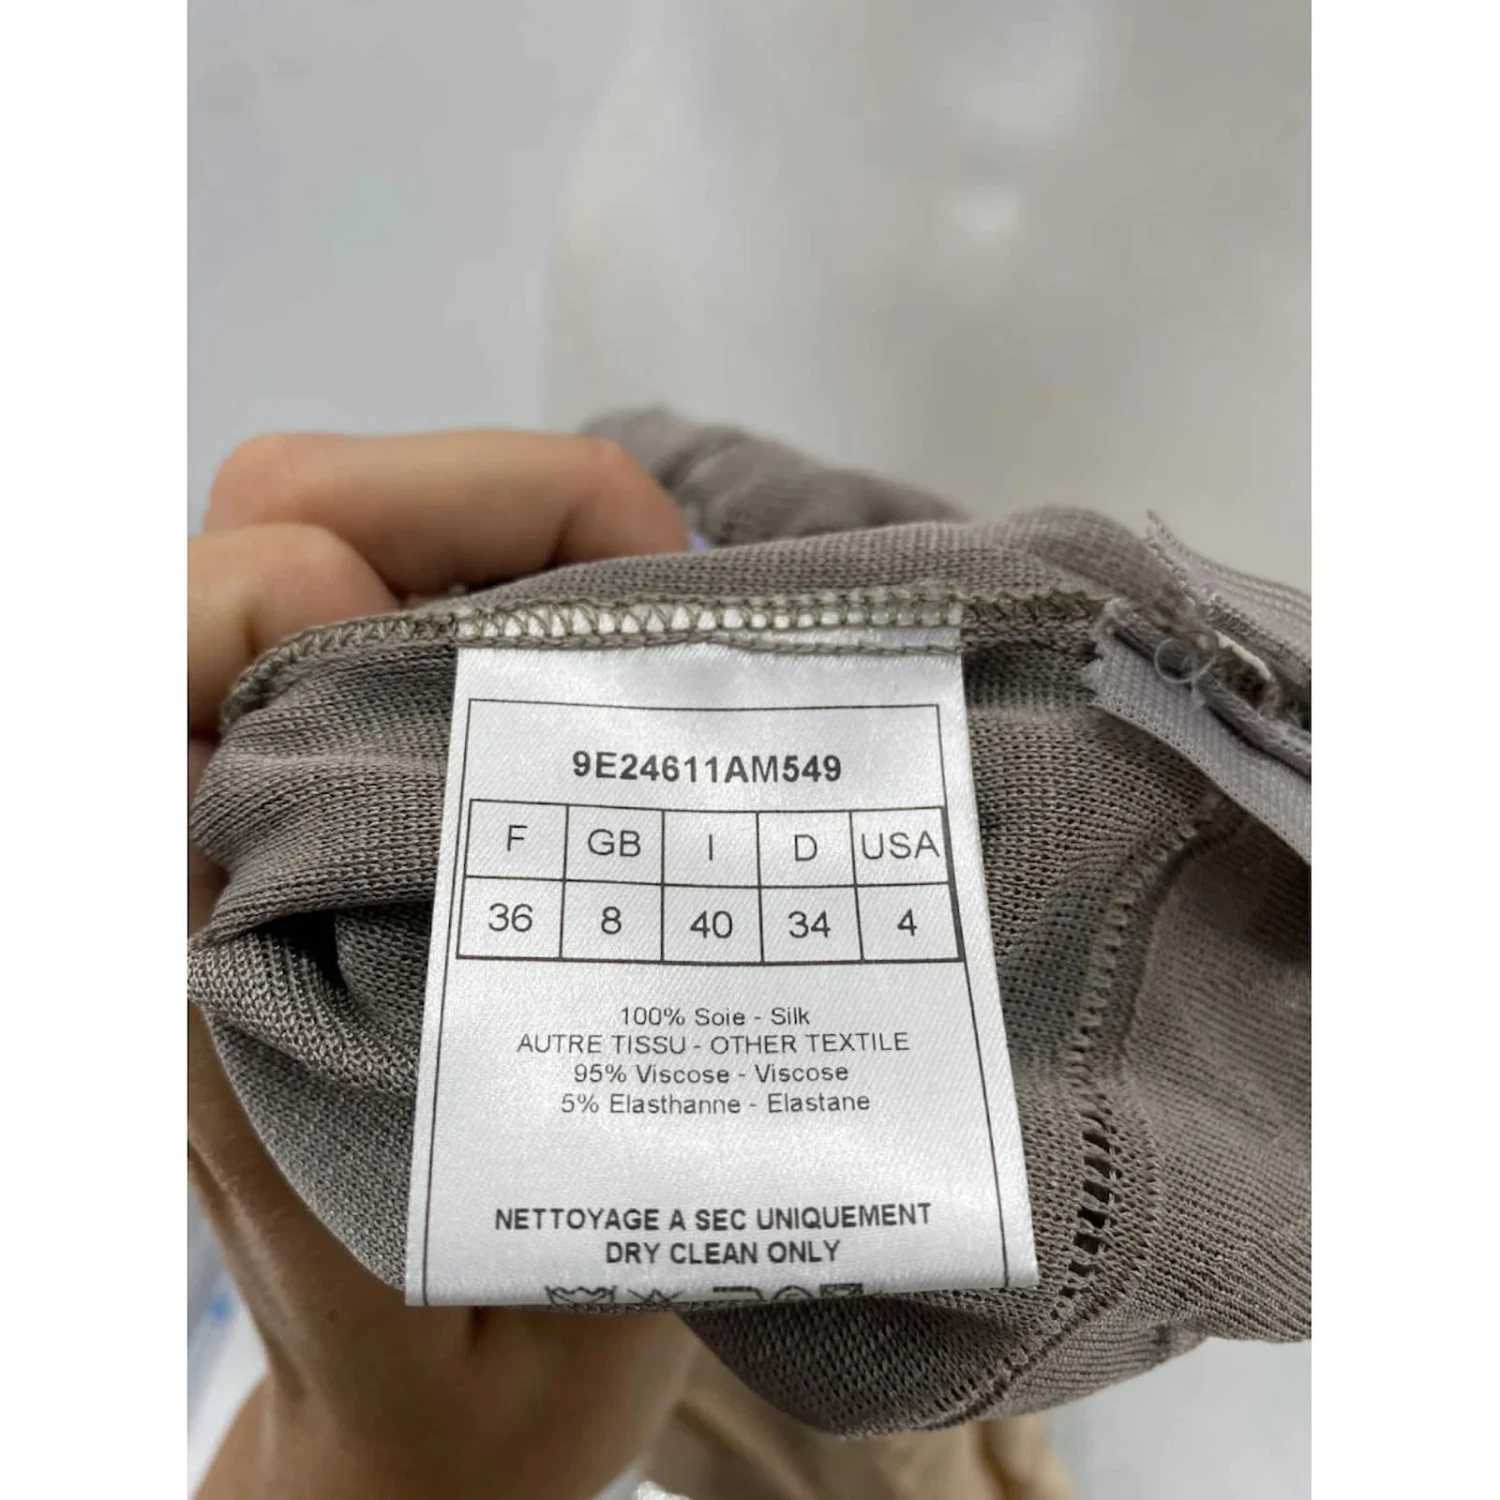 9E24611AM549
F GB I D USA
36 8 40 34 4
100% Soie - Silk
AUTRE TISSU - OTHER TEXTILE
95% Viscose - Viscose
5% Elasthanne - Elastane
NETTOYAGE A SEC UNIQUEMENT
DRY CLEAN ONLY